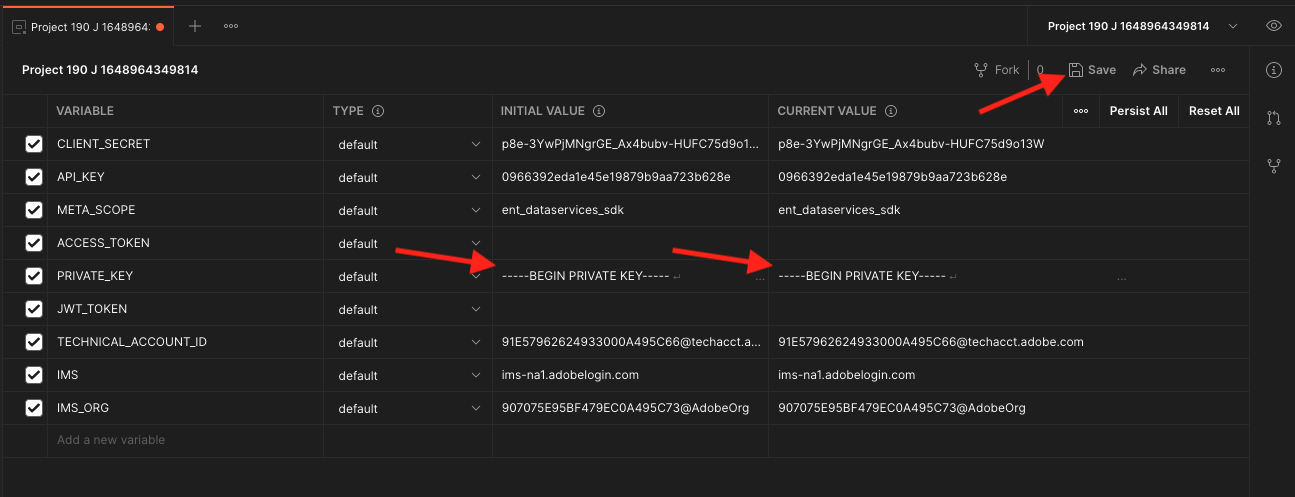 Project 190 J 1648964:
Project 190 J 1648964349814
Project 190 J 1648964349814
Fork 0 Save Share
VARIABLE TYPE INITIAL VALUE CURRENT VALUE Persist All Reset All
CLIENT_SECRET default p8e-3YwPjMNgrGE_Ax4bubv-HUFC75d9o1... p8e-3YwPjMNgrGE_Ax4bubv-HUFC75d9o13W
API_KEY default 0966392eda1e45e19879b9aa723b628e 0966392eda1e45e19879b9aa723b628e
META_SCOPE default ent_dataservices_sdk ent_dataservices_sdk
ACCESS_TOKEN default
PRIVATE_KEY default -----BEGIN PRIVATE KEY----- ↵ ... -----BEGIN PRIVATE KEY----- ↵ ...
JWT_TOKEN default
TECHNICAL_ACCOUNT_ID default 91E57962624933000A495C66@techacct.a... 91E57962624933000A495C66@techacct.adobe.com
IMS default ims-na1.adobelogin.com ims-na1.adobelogin.com
IMS_ORG default 907075E95BF479EC0A495C73@AdobeOrg 907075E95BF479EC0A495C73@AdobeOrg
Add a new variable